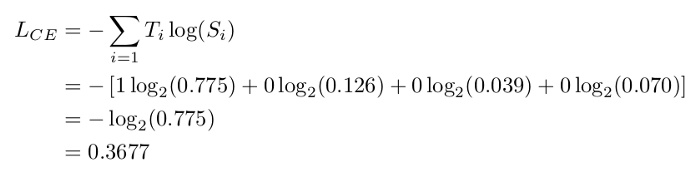 L_{CE} = − ∑_{i=1} T_i log(S_i)
= − [1 log_2(0.775) + 0 log_2(0.126) + 0 log_2(0.039) + 0 log_2(0.070)]
= − log_2(0.775)
= 0.3677